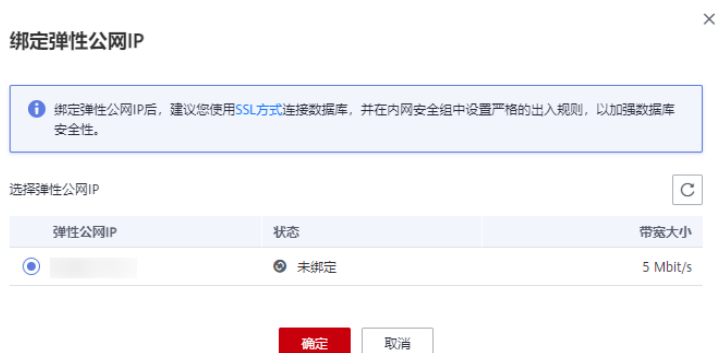 绑定弹性公网IP
绑定弹性公网IP后，建议您使用SSL方式连接数据库，并在内网安全组中设置严格的出入规则，以加强数据库
安全性。
选择弹性公网IP
弹性公网IP 状态 带宽大小
未绑定 5 Mbit/s
确定 取消